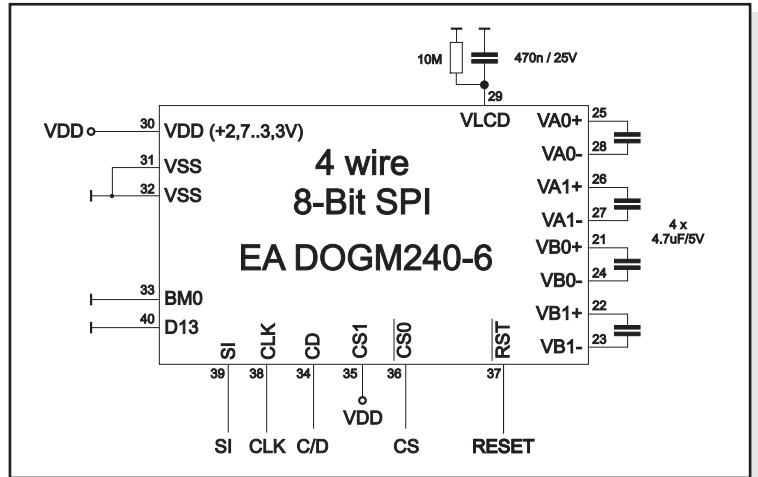 10M
470n / 25V
29
VLCD
VDD
30
VDD (+2,7..3,3V)
31
VSS
32
VSS
4 wire
8-Bit SPI
EA DOGM240-6
VA0+
25
VA0-
28
VA1+
26
VA1-
27
VB0+
21
VB0-
24
VB1+
22
VB1-
23
4 x
4.7uF/5V
33
BM0
40
D13
SI
CLK
CD
CS1
CS0
RST
39
38
34
35
36
37
VDD
SI
CLK
C/D
CS
RESET